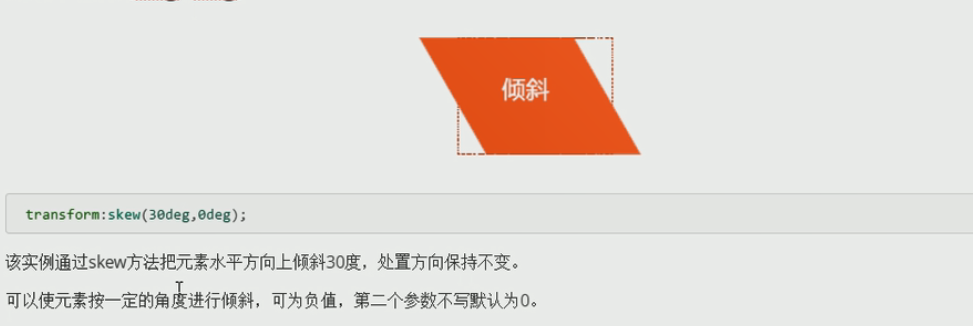 倾斜
transform:skew(30deg,0deg);
该实例通过skew方法把元素水平方向上倾斜30度，处置方向保持不变。
可以使元素按一定的角度进行倾斜，可为负值，第二个参数不写默认为0。